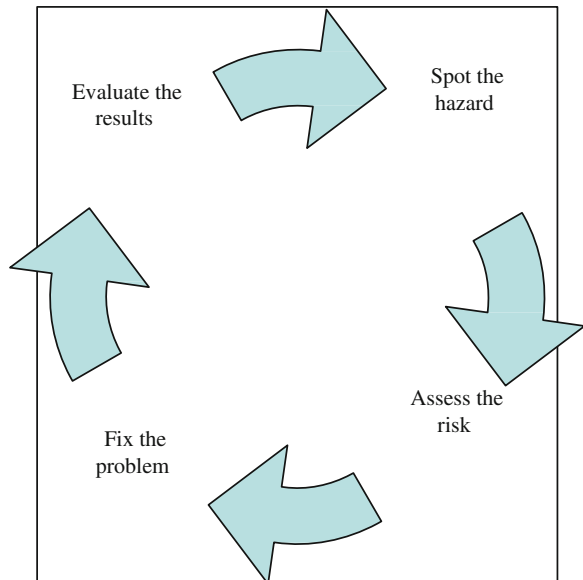 Evaluate the
results
Spot the
hazard
Assess the
risk
Fix the
problem